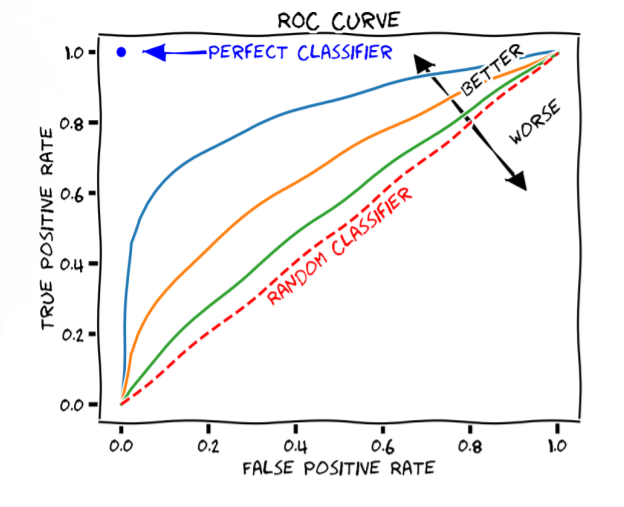 ROC CURVE
PERFECT CLASSIFIER
BETTER
WORSE
RANDOM CLASSIFIER
TRUE POSITIVE RATE
1.0
0.8
0.6
0.4
0.2
0.0
0.0 0.2 0.4 0.6 0.8 1.0
FALSE POSITIVE RATE